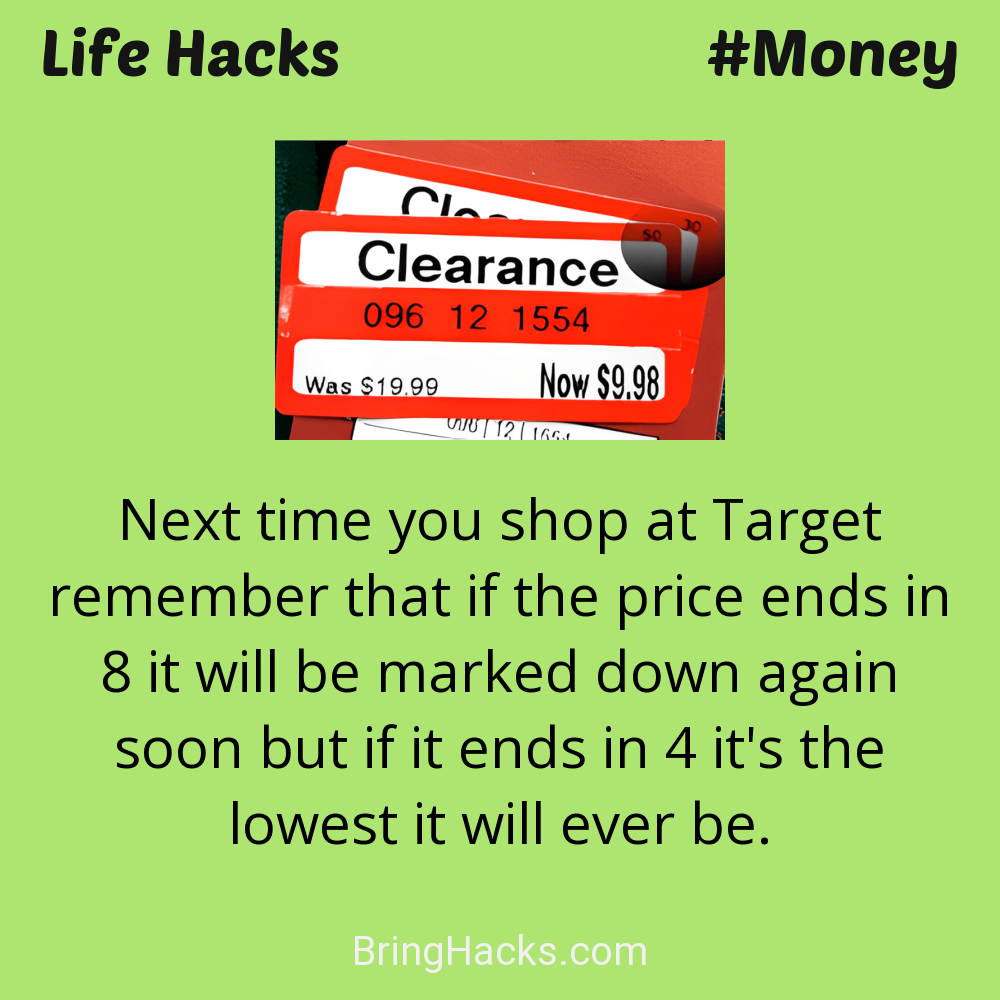 Life Hacks #Money
30
Clearance
50
096 12 1554
Was $19.99 Now $9.98
Next time you shop at Target
remember that if the price ends in
8 it will be marked down again
soon but if it ends in 4 it's the
lowest it will ever be.
BringHacks.com